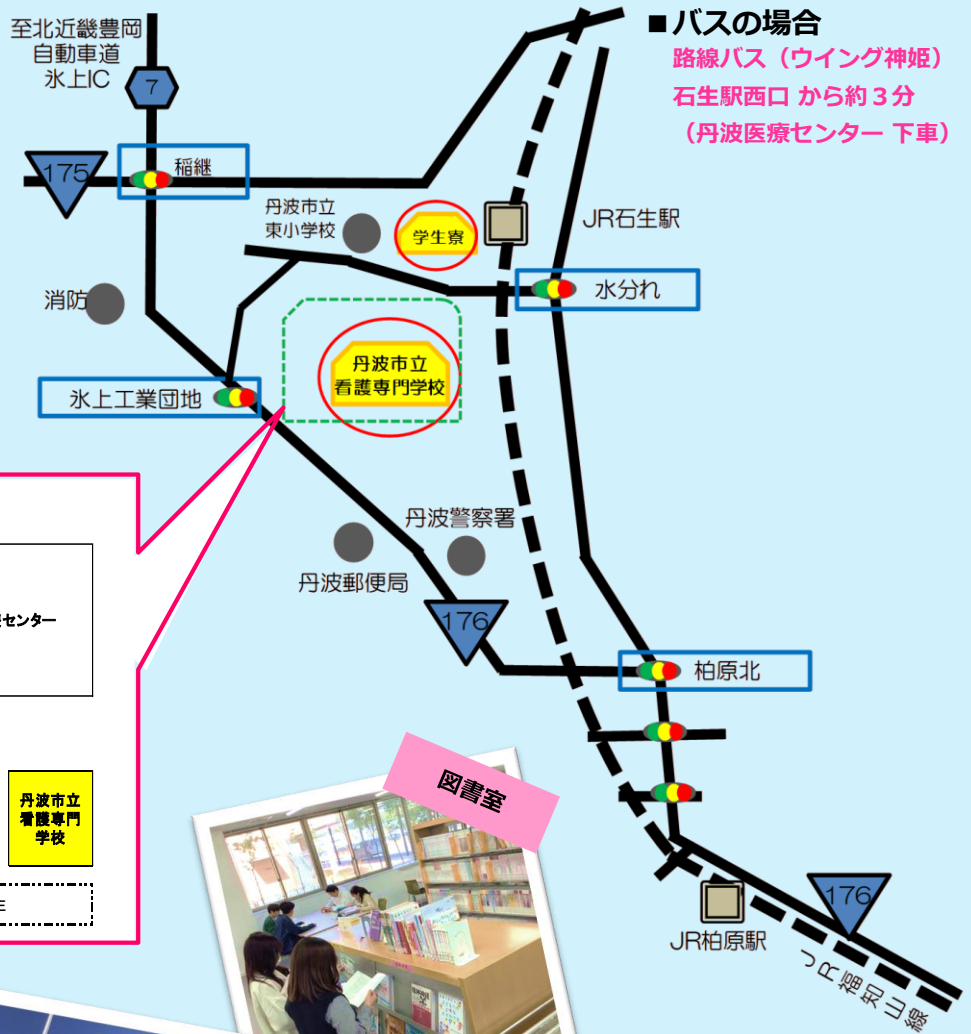 ■バスの場合
路線バス（ウイング神姫）
石生駅西口 から約３分
（丹波医療センター 下車）
至北近畿豊岡
自動車道
氷上IC
7
175
稲継
丹波市立
東小学校
学生寮
JR石生駅
消防
水分れ
丹波市立
看護専門学校
氷上工業団地
丹波警察署
丹波郵便局
176
柏原北
センター
丹波市立
看護専門
学校
図書室
176
JR柏原駅
ＪＲ福知山線